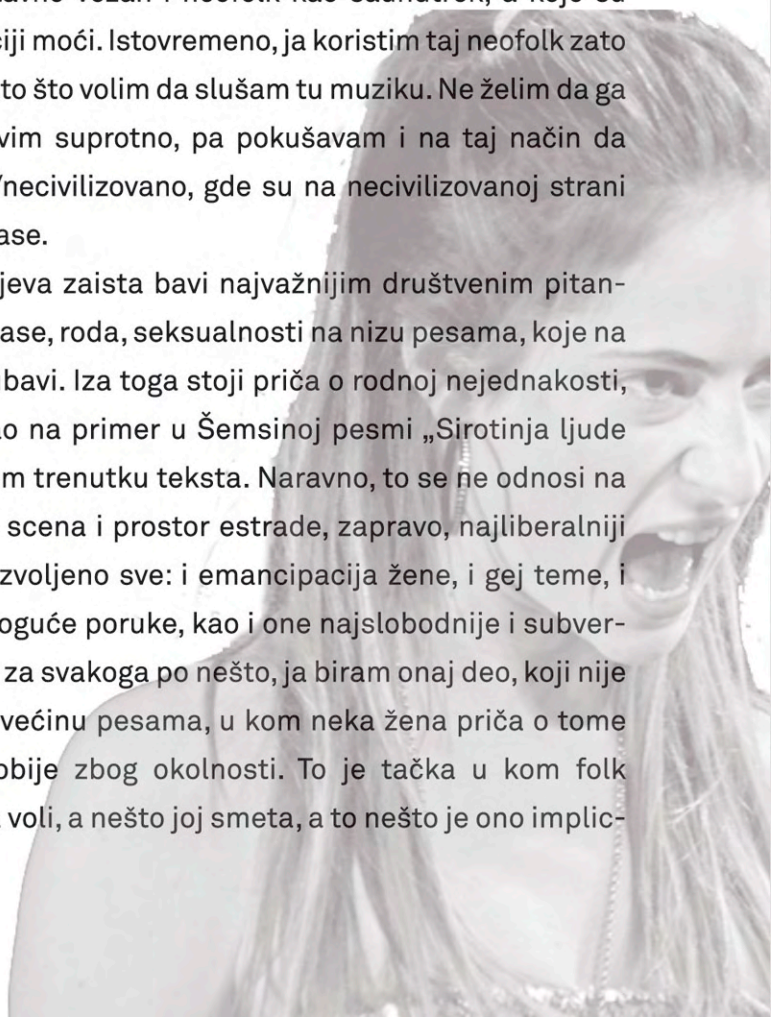 iji moći. Istovremeno, ja koristim taj neofolk zato
to što volim da slušam tu muziku. Ne želim da ga
vim suprotno, pa pokušavam i na taj način da
/necivilizovano, gde su na necivilizovanoj strani
ase.
jeva zaista bavi najvažnijim društvenim pitan-
ase, roda, seksualnosti na nizu pesama, koje na
bavi. Iza toga stoji priča o rodnoj nejednakosti,
o na primer u Šemsinoj pesmi „Sirotinja ljude
m trenutku teksta. Naravno, to se ne odnosi na
scena i prostor estrade, zapravo, najliberalniji
zvoljeno sve: i emancipacija žene, i gej teme, i
oguće poruke, kao i one najslobodnije i subver-
za svakoga po nešto, ja biram onaj deo, koji nije
većinu pesama, u kom neka žena priča o tome
obije zbog okolnosti. To je tačka u kom folk
voli, a nešto joj smeta, a to nešto je ono implic-